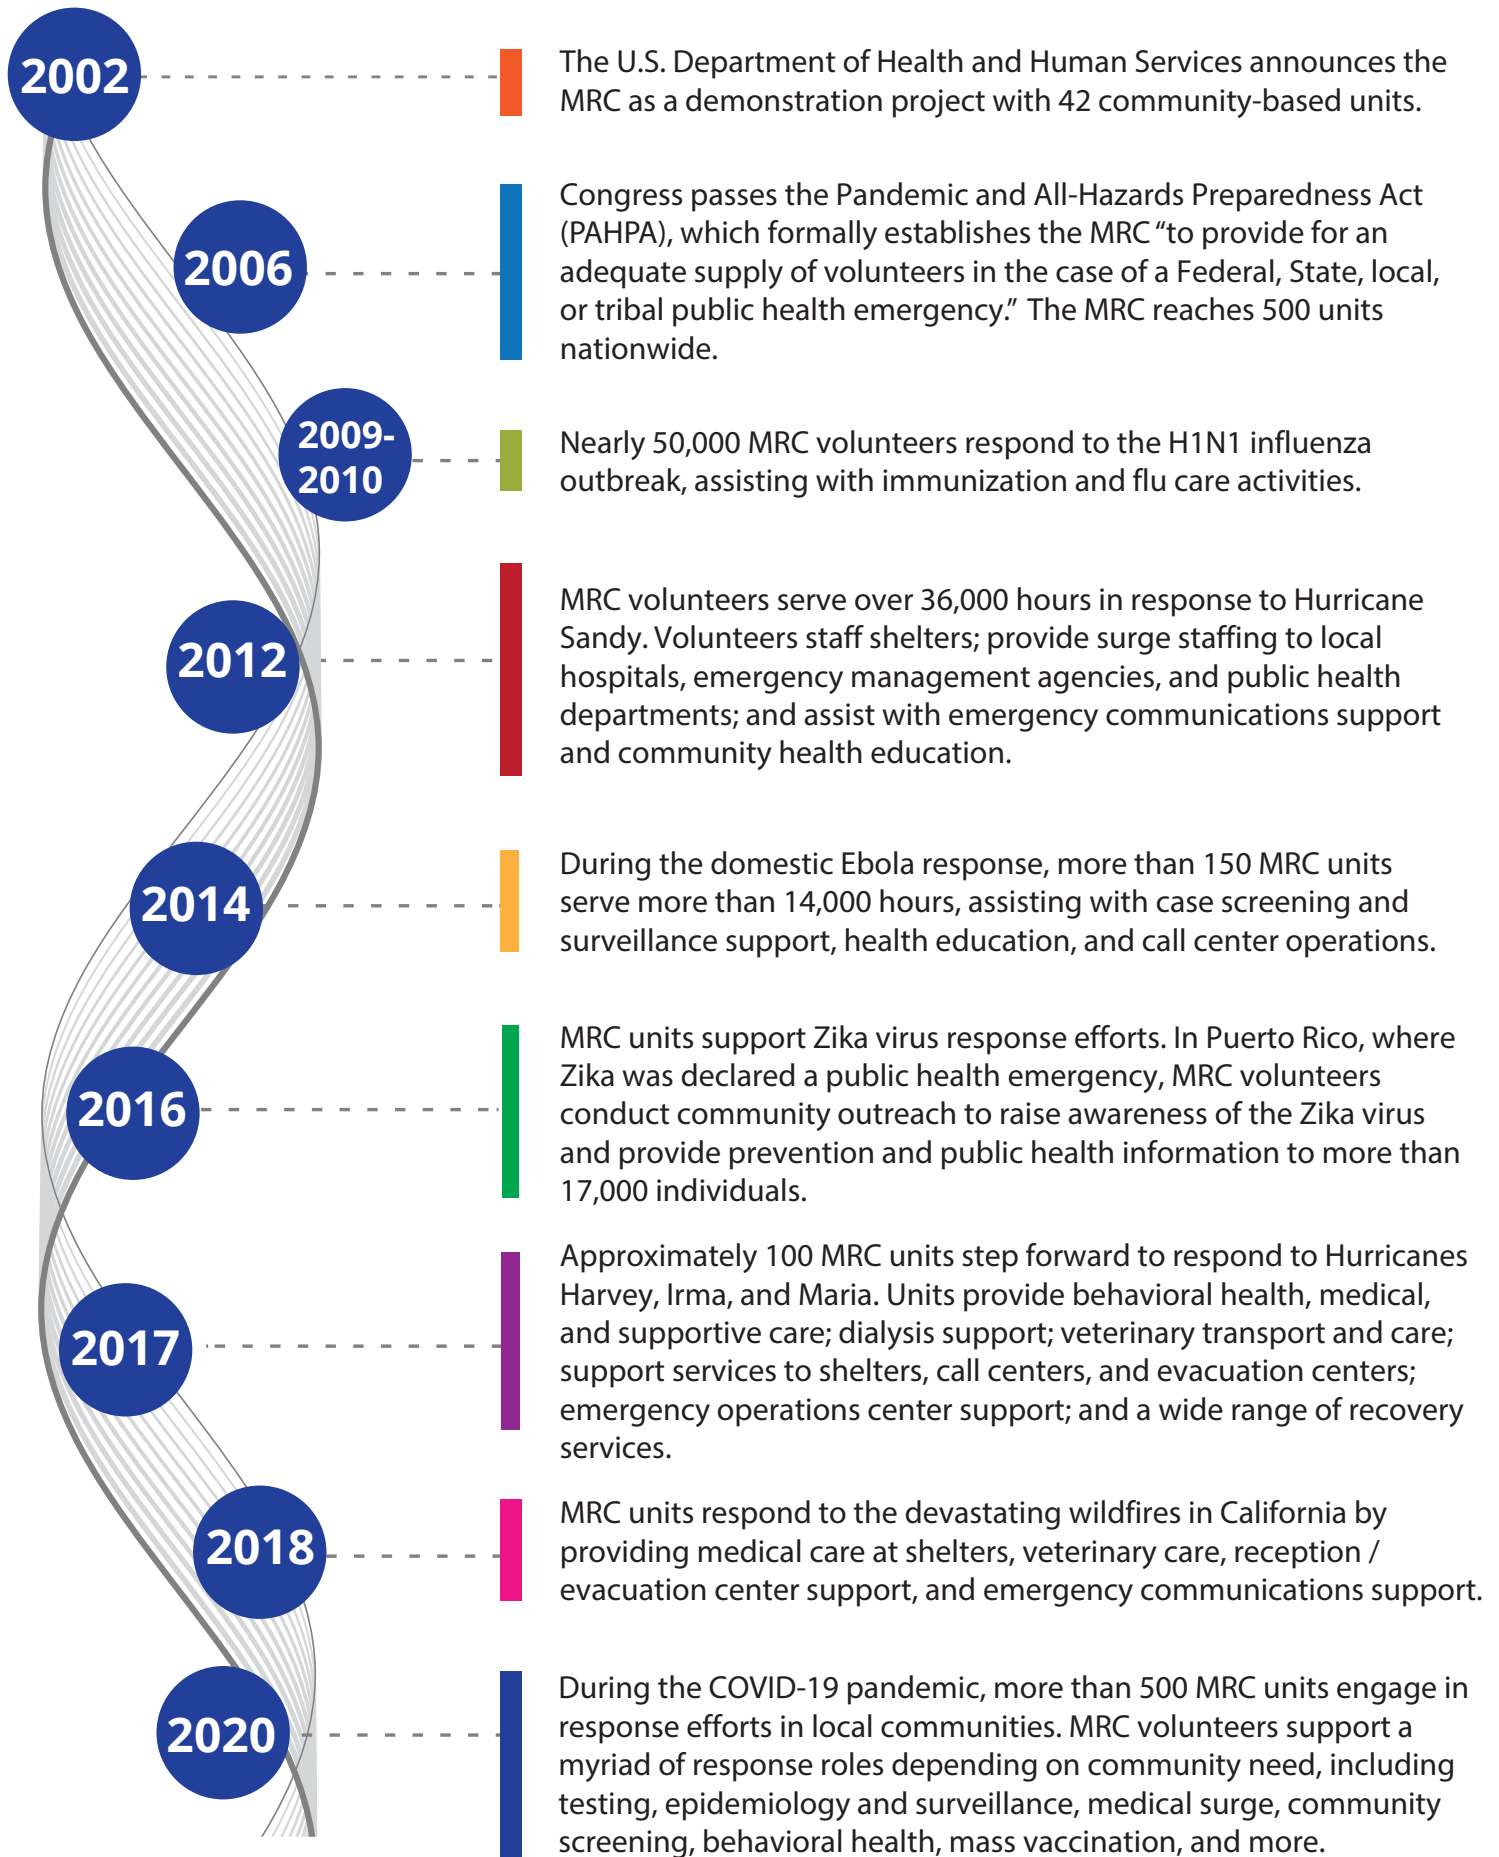 2002
The U.S. Department of Health and Human Services announces the
MRC as a demonstration project with 42 community-based units.
2006
Congress passes the Pandemic and All-Hazards Preparedness Act
(PAHPA), which formally establishes the MRC “to provide for an
adequate supply of volunteers in the case of a Federal, State, local,
or tribal public health emergency.” The MRC reaches 500 units
nationwide.
2009-
2010
Nearly 50,000 MRC volunteers respond to the H1N1 influenza
outbreak, assisting with immunization and flu care activities.
2012
MRC volunteers serve over 36,000 hours in response to Hurricane
Sandy. Volunteers staff shelters; provide surge staffing to local
hospitals, emergency management agencies, and public health
departments; and assist with emergency communications support
and community health education.
2014
During the domestic Ebola response, more than 150 MRC units
serve more than 14,000 hours, assisting with case screening and
surveillance support, health education, and call center operations.
2016
MRC units support Zika virus response efforts. In Puerto Rico, where
Zika was declared a public health emergency, MRC volunteers
conduct community outreach to raise awareness of the Zika virus
and provide prevention and public health information to more than
17,000 individuals.
2017
Approximately 100 MRC units step forward to respond to Hurricanes
Harvey, Irma, and Maria. Units provide behavioral health, medical,
and supportive care; dialysis support; veterinary transport and care;
support services to shelters, call centers, and evacuation centers;
emergency operations center support; and a wide range of recovery
services.
2018
MRC units respond to the devastating wildfires in California by
providing medical care at shelters, veterinary care, reception /
evacuation center support, and emergency communications support.
2020
During the COVID-19 pandemic, more than 500 MRC units engage in
response efforts in local communities. MRC volunteers support a
myriad of response roles depending on community need, including
testing, epidemiology and surveillance, medical surge, community
screening, behavioral health, mass vaccination, and more.